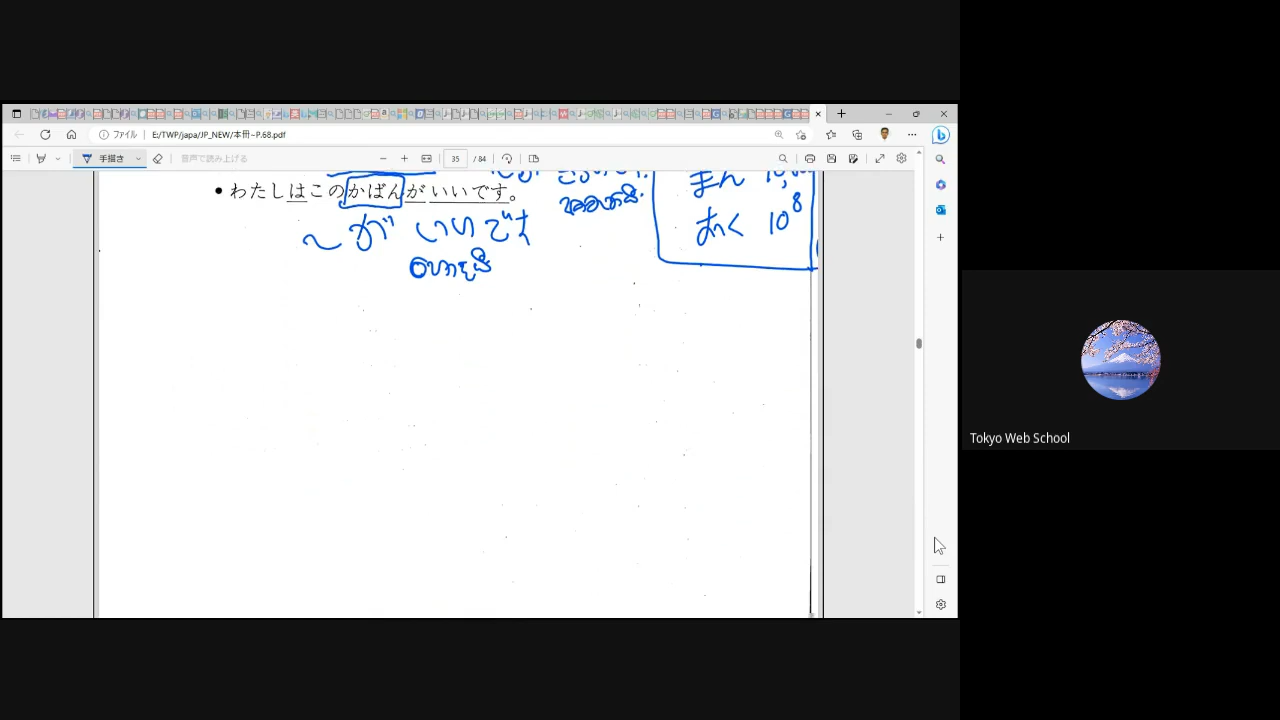 ファイル | E:/TWP/japa/JP_NEW/本冊~P.68.pdf
手描き
音声で読み上げる
35 / 84
• わたしはこのかばんがいいです。
まん
おく 10⁸
~が いいです
හොඳයි
Tokyo Web School